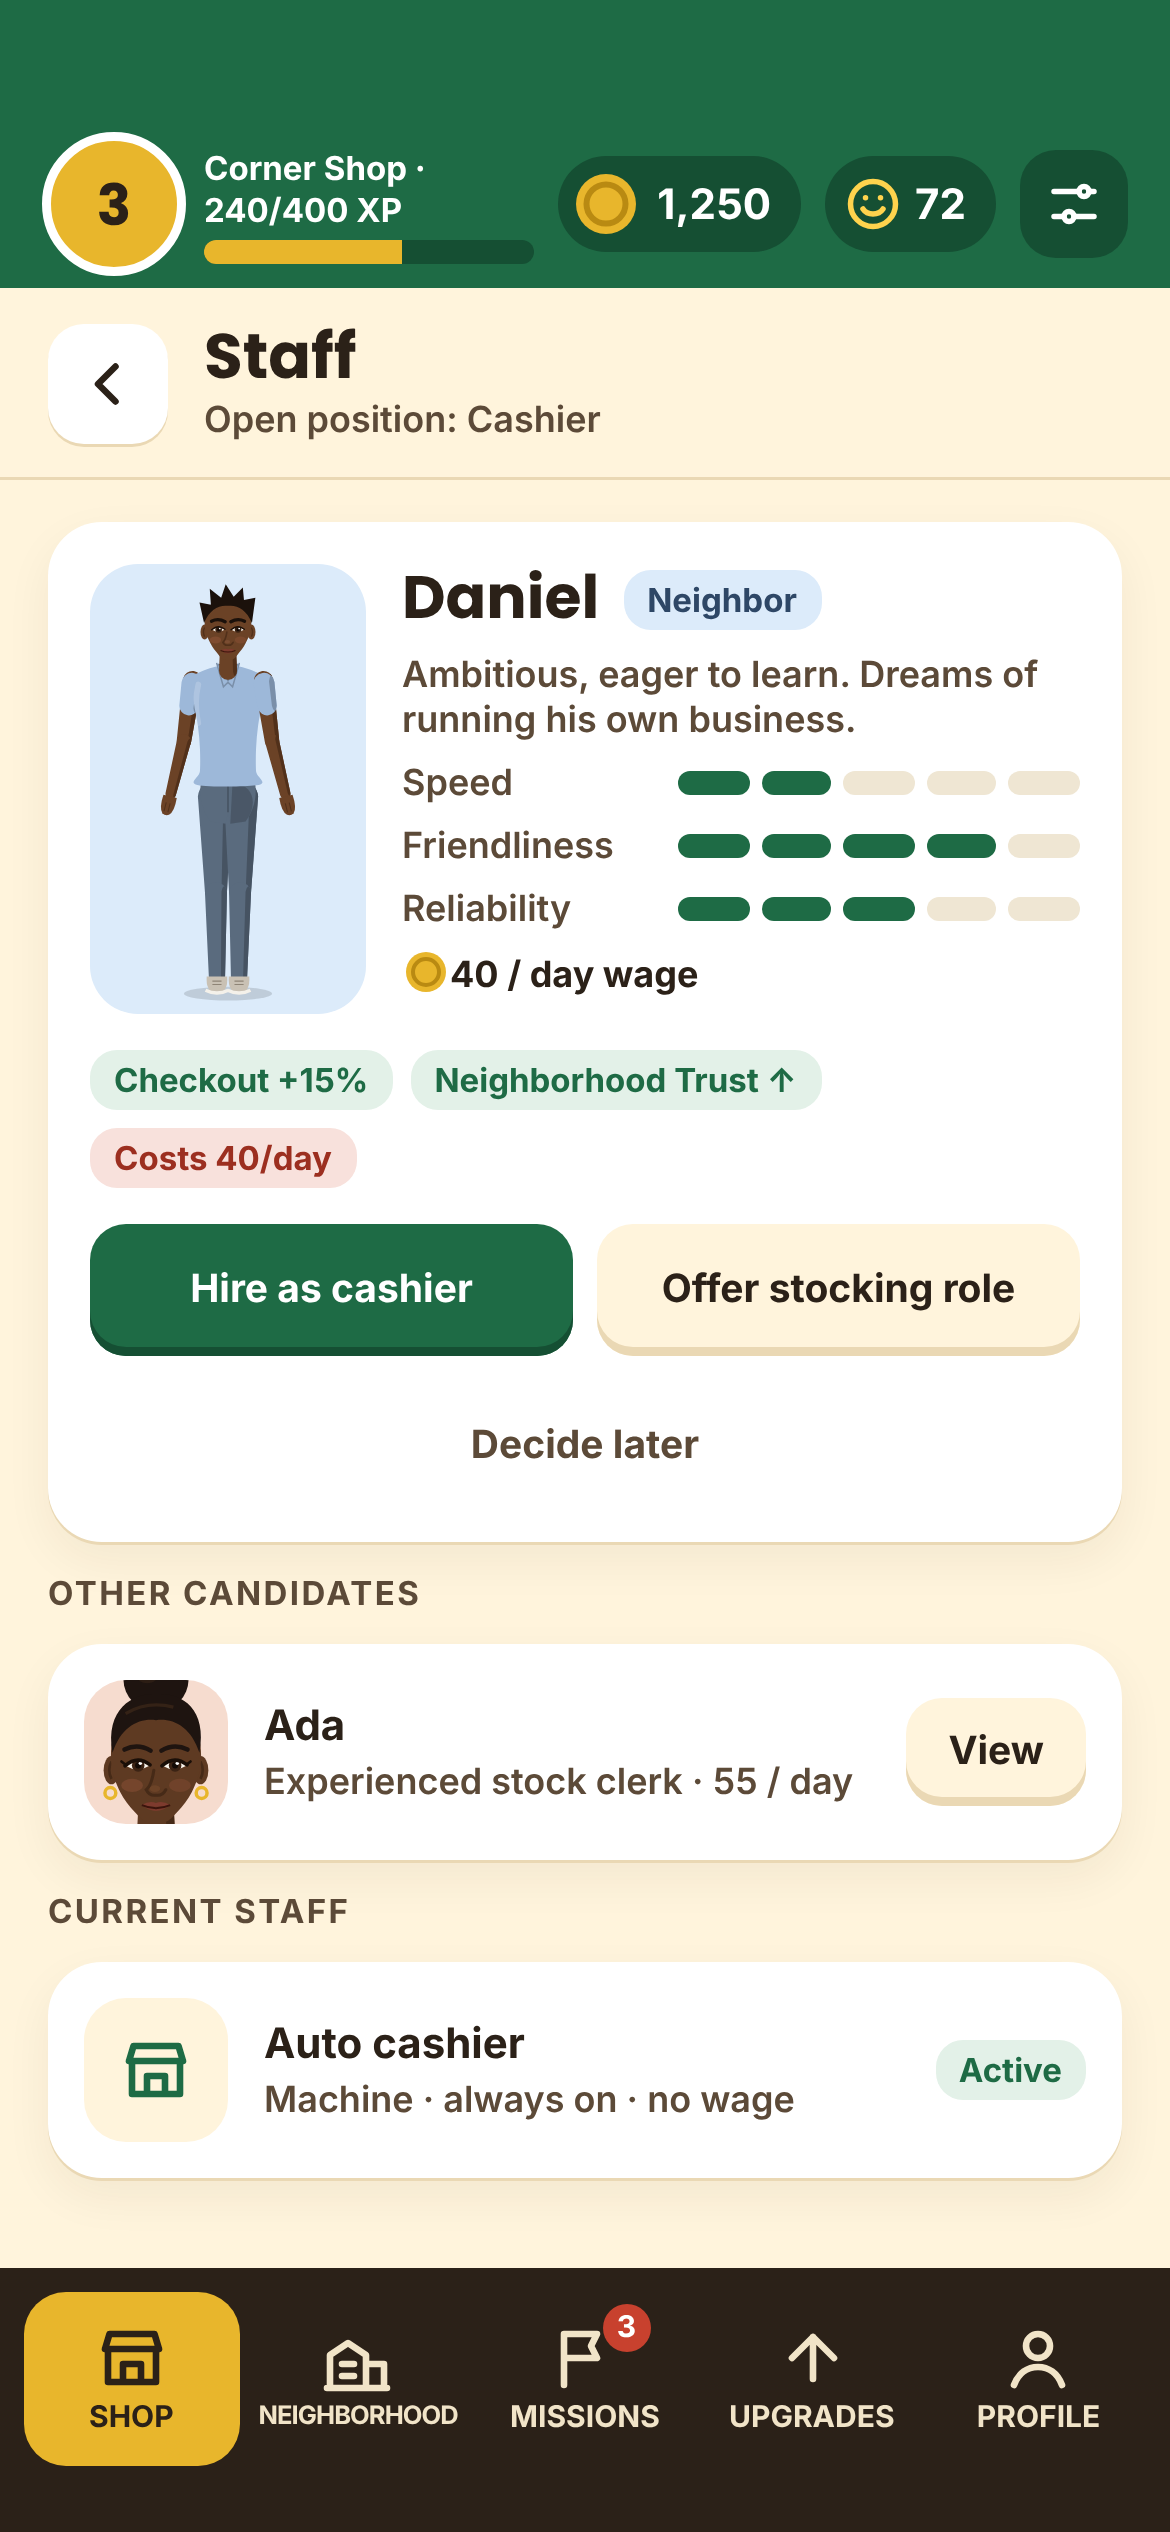 3
Corner Shop ·
240/400 XP
1,250
72
Staff
Open position: Cashier
Daniel
Neighbor
Ambitious, eager to learn. Dreams of
running his own business.
Speed
Friendliness
Reliability
40 / day wage
Checkout +15%
Neighborhood Trust ↑
Costs 40/day
Hire as cashier
Offer stocking role
Decide later
OTHER CANDIDATES
Ada
Experienced stock clerk · 55 / day
View
CURRENT STAFF
Auto cashier
Machine · always on · no wage
Active
3
SHOP
NEIGHBORHOOD
MISSIONS
UPGRADES
PROFILE